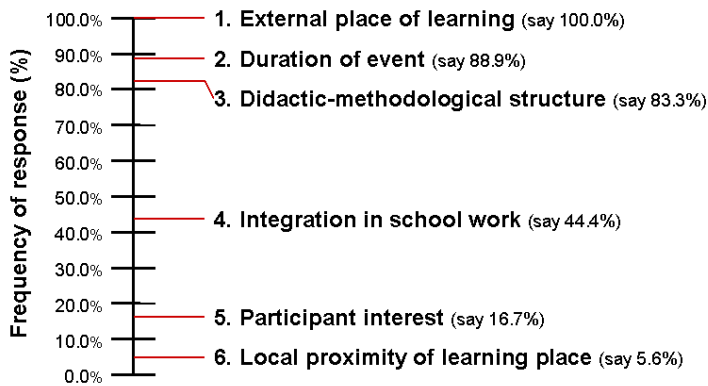 Frequency of response (%)
100.0%
90.0%
80.0%
70.0%
60.0%
50.0%
40.0%
30.0%
20.0%
10.0%
0.0%
1. External place of learning (say 100.0%)
2. Duration of event (say 88.9%)
3. Didactic-methodological structure (say 83.3%)
4. Integration in school work (say 44.4%)
5. Participant interest (say 16.7%)
6. Local proximity of learning place (say 5.6%)